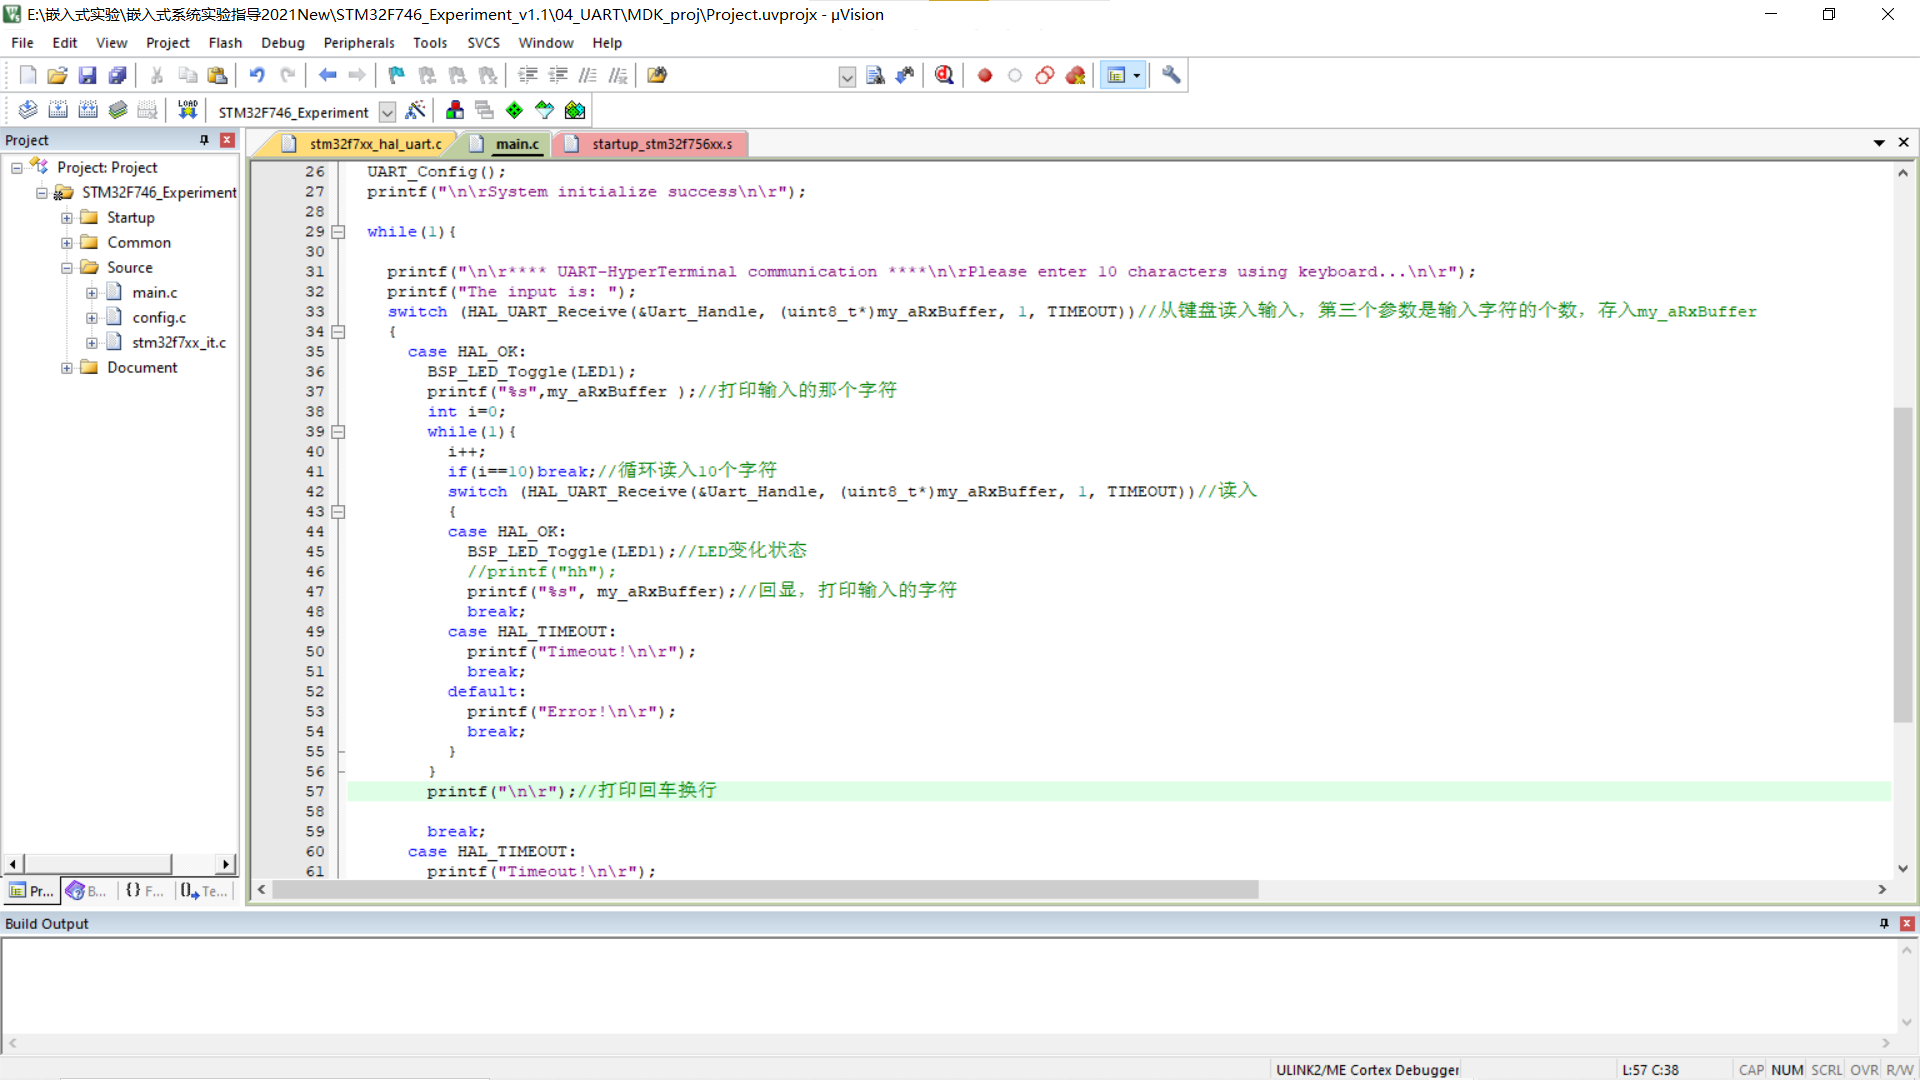 E:\嵌入式实验\嵌入式系统实验指导2021New\STM32F746_Experiment_v1.1\04_UART\MDK_proj\Project.uvprojx - µVision
File Edit View Project Flash Debug Peripherals Tools SVCS Window Help
LOAD STM32F746_Experiment
Project
Project: Project
STM32F746_Experiment
Startup
Common
Source
main.c
config.c
stm32f7xx_it.c
Document
Pr... B... {} F... Te...
stm32f7xx_hal_uart.c main.c startup_stm32f756xx.s
26 UART_Config();
27 printf("\n\rSystem initialize success\n\r");
28
29 while(1){
30
31 printf("\n\r**** UART-HyperTerminal communication ****\n\rPlease enter 10 characters using keyboard...\n\r");
32 printf("The input is: ");
33 switch (HAL_UART_Receive(&Uart_Handle, (uint8_t*)my_aRxBuffer, 1, TIMEOUT))//从键盘读入输入，第三个参数是输入字符的个数，存入my_aRxBuffer
34 {
35 case HAL_OK:
36 BSP_LED_Toggle(LED1);
37 printf("%s",my_aRxBuffer );//打印输入的那个字符
38 int i=0;
39 while(1){
40 i++;
41 if(i==10)break;//循环读入10个字符
42 switch (HAL_UART_Receive(&Uart_Handle, (uint8_t*)my_aRxBuffer, 1, TIMEOUT))//读入
43 {
44 case HAL_OK:
45 BSP_LED_Toggle(LED1);//LED变化状态
46 //printf("hh");
47 printf("%s", my_aRxBuffer);//回显，打印输入的字符
48 break;
49 case HAL_TIMEOUT:
50 printf("Timeout!\n\r");
51 break;
52 default:
53 printf("Error!\n\r");
54 break;
55 }
56 }
57 printf("\n\r");//打印回车换行
58
59 break;
60 case HAL_TIMEOUT:
61 printf("Timeout!\n\r");
Build Output
ULINK2/ME Cortex Debugger L:57 C:38 CAP NUM SCRL OVR R/W